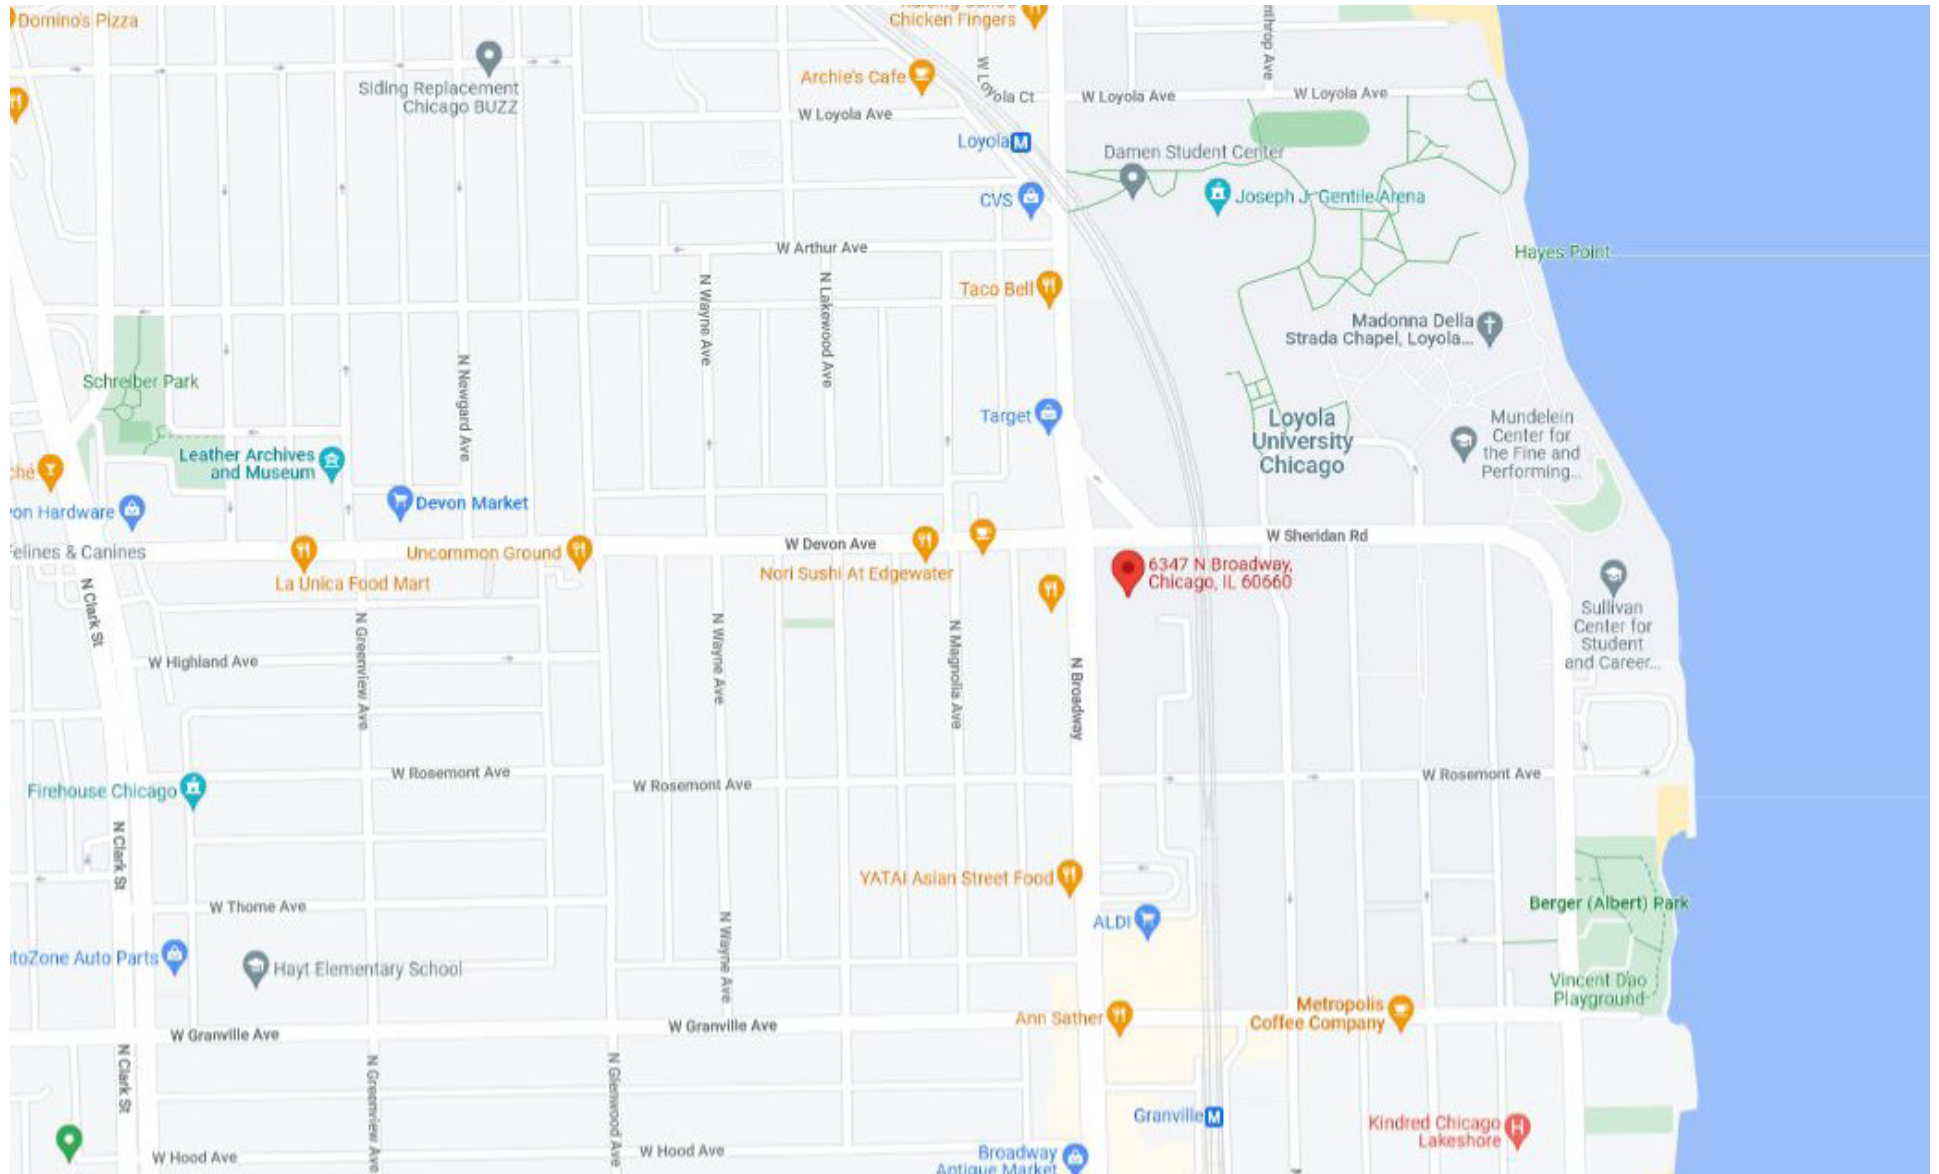 Domino's Pizza
Chicken Fingers
Siding Replacement
Chicago BUZZ
Archie's Cafe
W Loyola Ct
W Loyola Ave
W Loyola Ave
W Loyola Ave
Loyola M
Damen Student Center
CVS
Joseph J. Gentile Arena
W Arthur Ave
Hayes Point
Taco Bell
N Wayne Ave
N Lakewood Ave
Madonna Della
Strada Chapel, Loyola...
Schreiber Park
N Newgard Ave
Target
Loyola
University
Chicago
Mundelein
Center for
the Fine and
Performing...
Leather Archives
and Museum
Devon Market
on Hardware
elines & Canines
Uncommon Ground
La Unica Food Mart
W Devon Ave
Nori Sushi At Edgewater
W Sheridan Rd
6347 N Broadway,
Chicago, IL 60660
Sullivan
Center for
Student
and Career...
N Clark St
N Greenview Ave
N Wayne Ave
N Magnolia Ave
N Broadway
W Highland Ave
W Rosemont Ave
W Rosemont Ave
W Rosemont Ave
Firehouse Chicago
N Clark St
YATAI Asian Street Food
ALDI
W Thome Ave
Berger (Albert) Park
toZone Auto Parts
Hayt Elementary School
N Wayne Ave
Vincent Dao
Playground
Ann Sather
Metropolis
Coffee Company
W Granville Ave
W Granville Ave
N Clark St
N Greenview Ave
N Glenwood Ave
Granville M
Kindred Chicago
Lakeshore H
W Hood Ave
W Hood Ave
Broadway
Antique Market